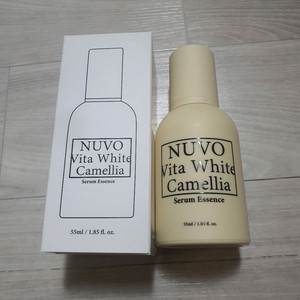 NUVO
Vita White
Camellia
Serum Essence
55ml / 1.85 fl. oz.
NUVO
Vita White
Camellia
Serum Essence
55ml / 1.85 fl. oz.